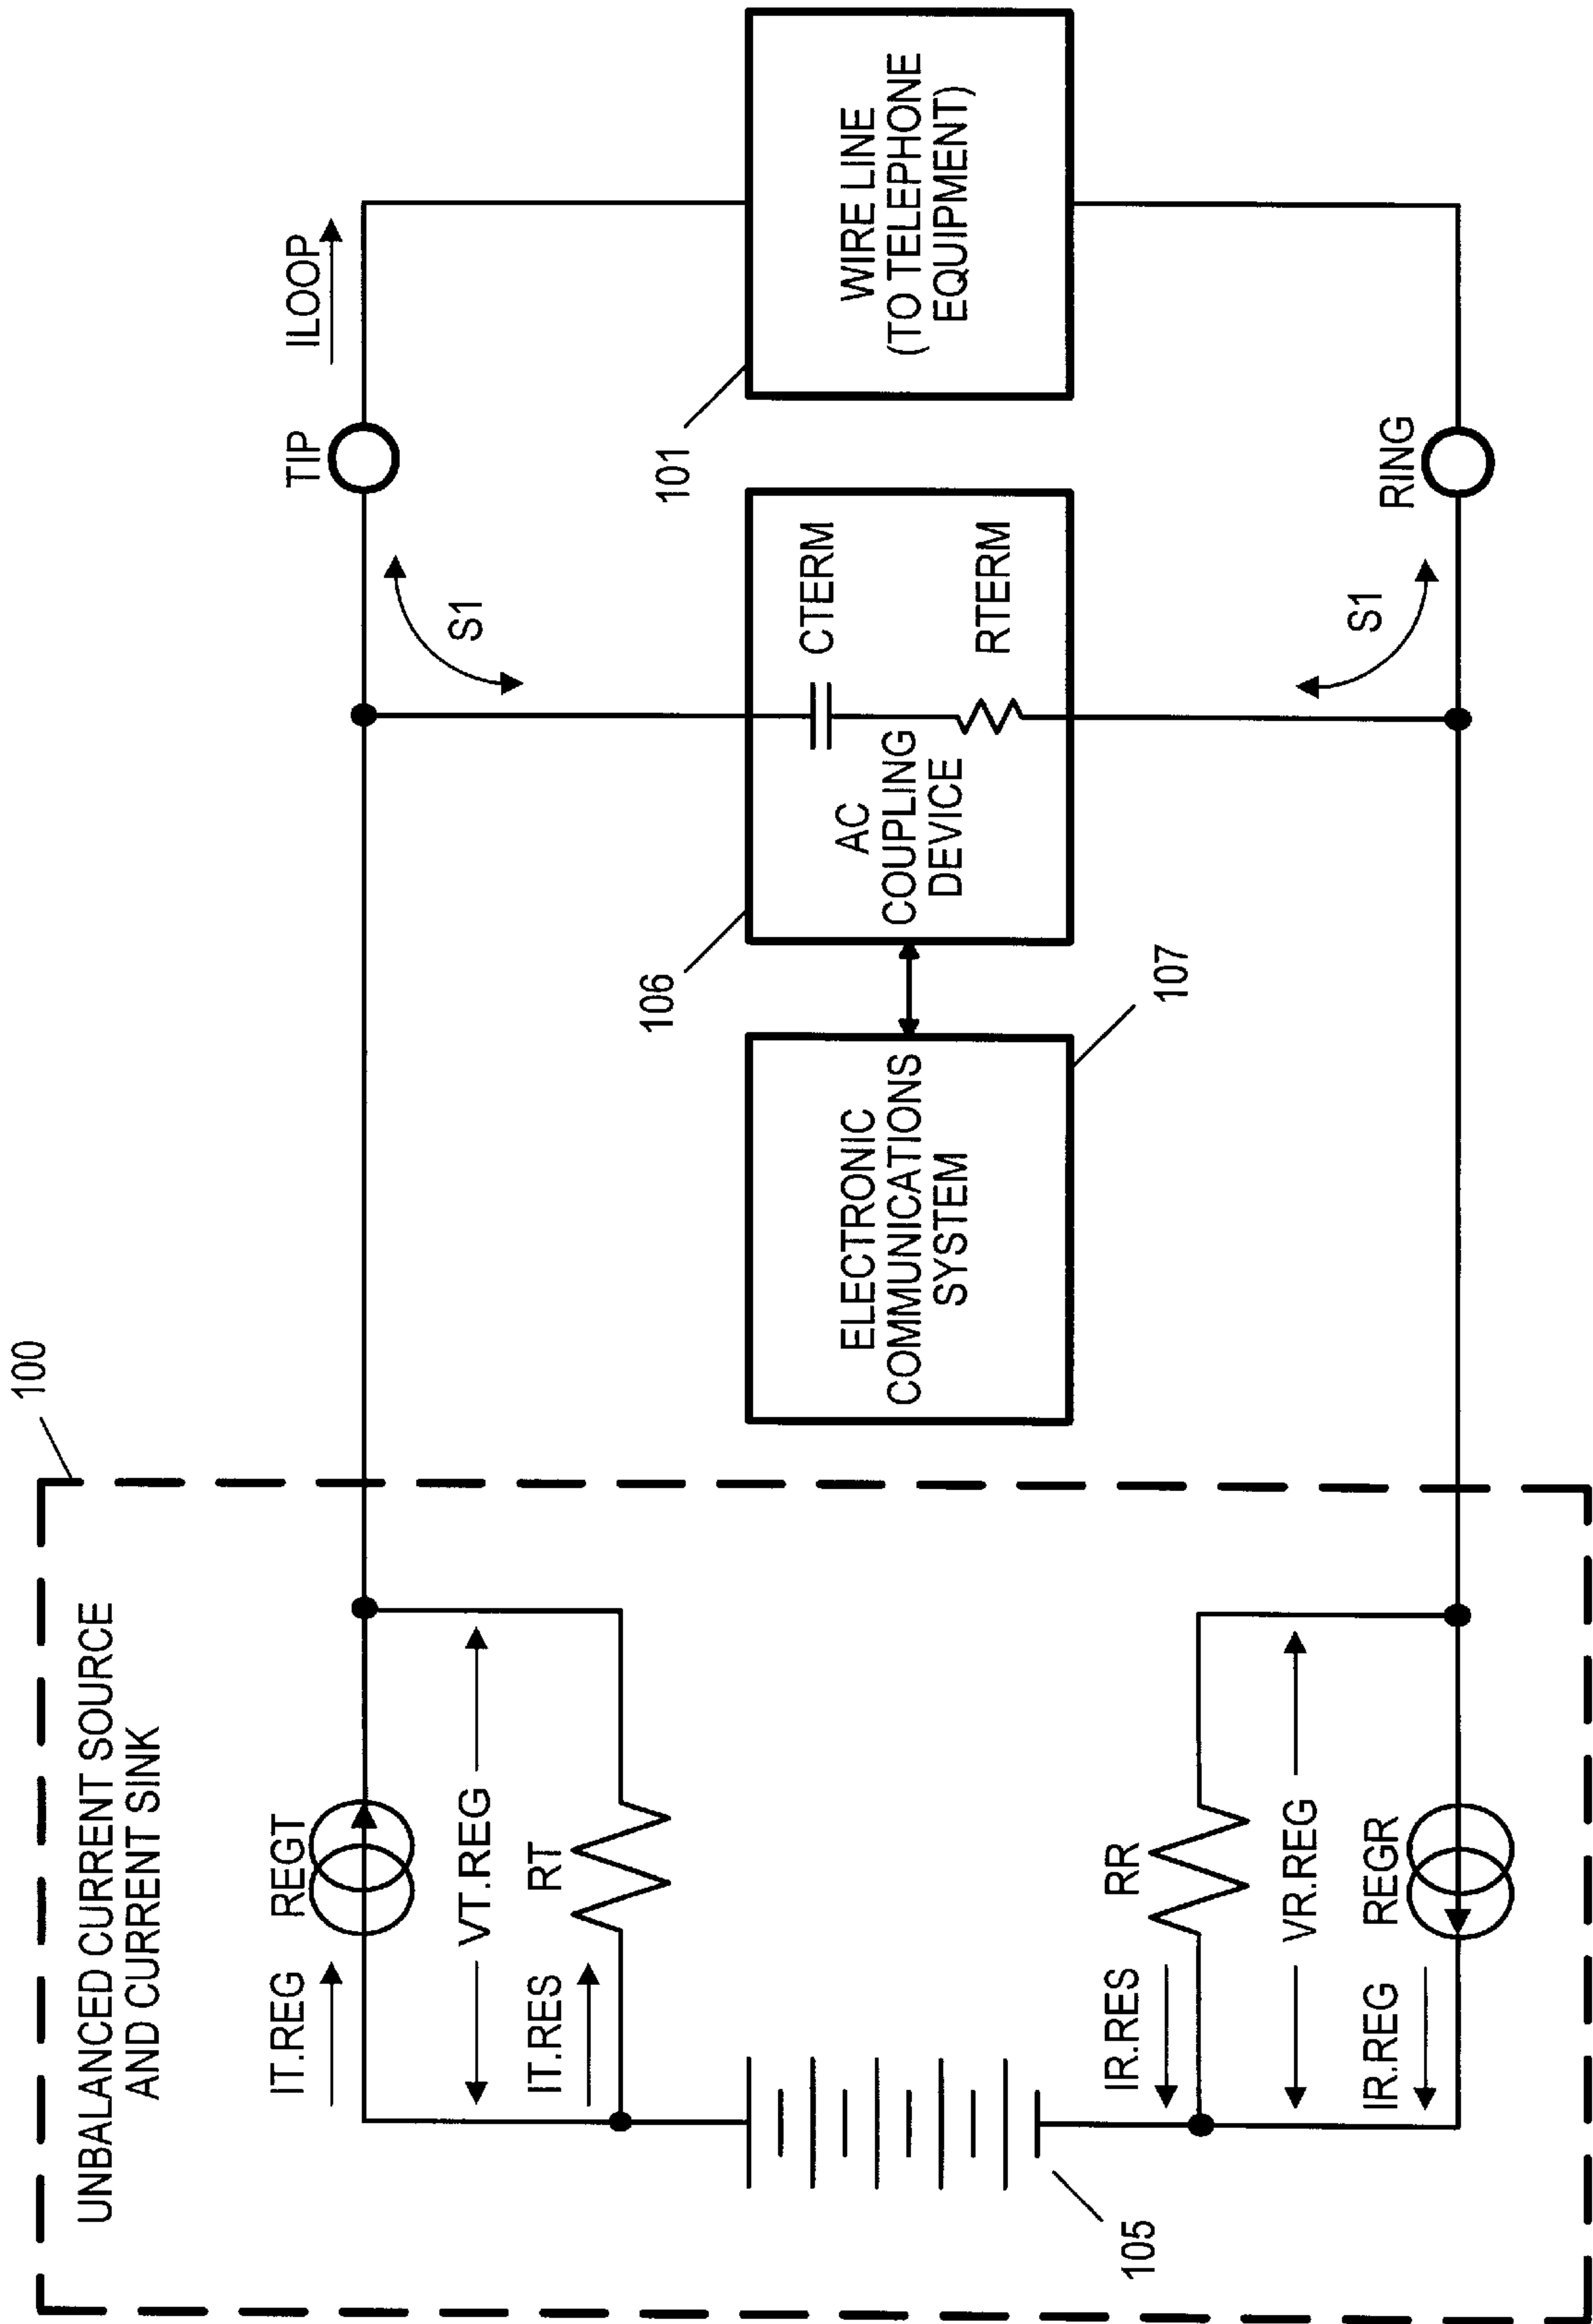 100
UNBALANCED CURRENT SOURCE
AND CURRENT SINK
IT.REG
REGT
VT.REG
IT.RES
RT
105
IR.RES
RR
VR.REG
IR.REG
REGR
TIP
ILOOP
S1
106
101
ELECTRONIC
COMMUNICATIONS
SYSTEM
AC
COUPLING
DEVICE
CTERM
RTERM
WIRE LINE
(TO TELEPHONE
EQUIPMENT)
107
S1
RING